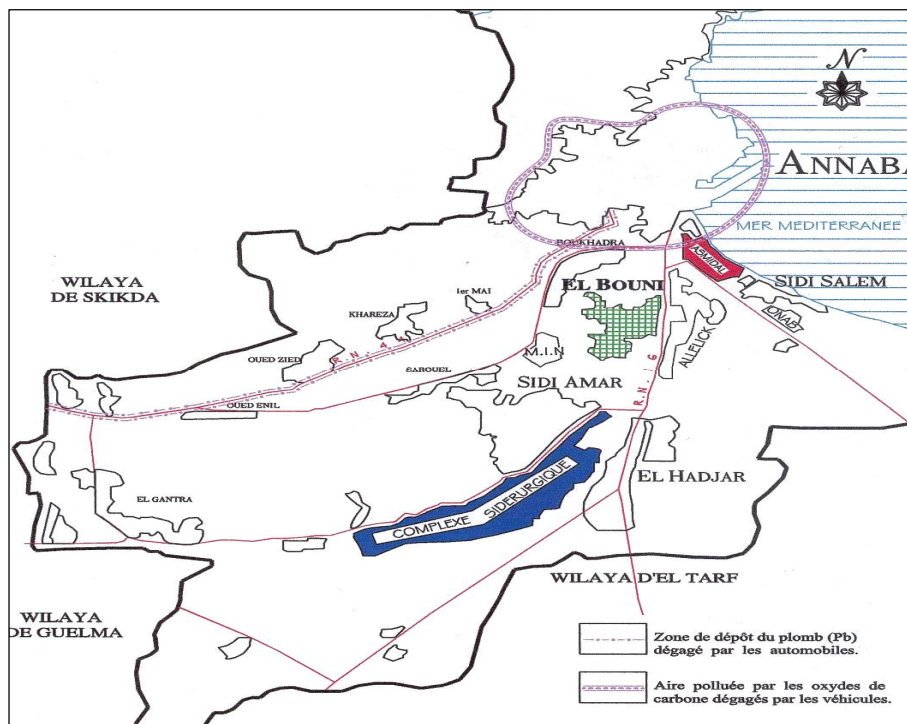 N
ANNABA
MER MEDITERRANEE
BOUKHADRA
ASMIDAL
WILAYA
DE SKIKDA
EL BOUNI
SIDI SALEM
1er MAI
KHAREZA
ONAB
R.N. 44
ALLELICK
OUED ZIED
M.I.N
SAROUEL
SIDI AMAR
R.N. 16
OUED ENIL
EL HADJAR
COMPLEXE SIDERURGIQUE
EL GANTRA
WILAYA D'EL TARF
WILAYA
DE GUELMA
Zone de dépôt du plomb (Pb)
dégagé par les automobiles.
Aire polluée par les oxydes de
carbone dégagés par les véhicules.